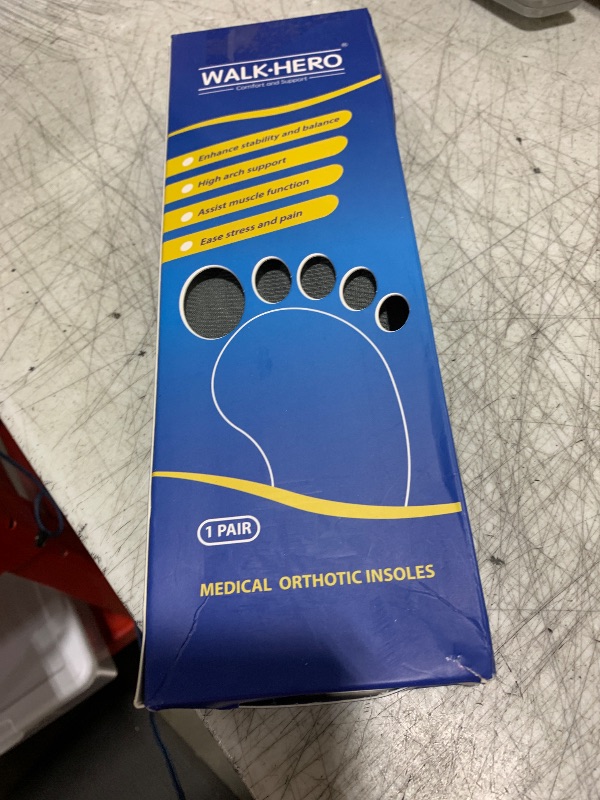 WALK·HERO®
Comfort and Support
Enhance stability and balance
High arch support
Assist muscle function
Ease stress and pain
1 PAIR
MEDICAL ORTHOTIC INSOLES